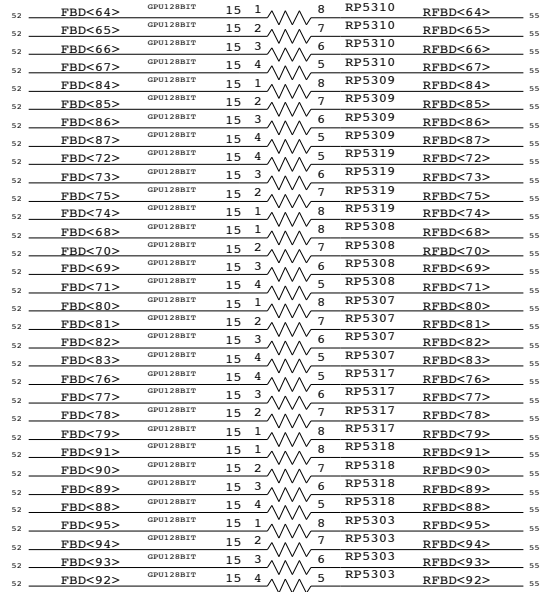 52 FBD<64> GPU128BIT 15 1 8 RP5310 RFBD<64> 55
52 FBD<65> GPU128BIT 15 2 7 RP5310 RFBD<65> 55
52 FBD<66> GPU128BIT 15 3 6 RP5310 RFBD<66> 55
52 FBD<67> GPU128BIT 15 4 5 RP5310 RFBD<67> 55
52 FBD<84> GPU128BIT 15 1 8 RP5309 RFBD<84> 55
52 FBD<85> GPU128BIT 15 2 7 RP5309 RFBD<85> 55
52 FBD<86> GPU128BIT 15 3 6 RP5309 RFBD<86> 55
52 FBD<87> GPU128BIT 15 4 5 RP5309 RFBD<87> 55
52 FBD<72> GPU128BIT 15 4 5 RP5319 RFBD<72> 55
52 FBD<73> GPU128BIT 15 3 6 RP5319 RFBD<73> 55
52 FBD<75> GPU128BIT 15 2 7 RP5319 RFBD<75> 55
52 FBD<74> GPU128BIT 15 1 8 RP5319 RFBD<74> 55
52 FBD<68> GPU128BIT 15 1 8 RP5308 RFBD<68> 55
52 FBD<70> GPU128BIT 15 2 7 RP5308 RFBD<70> 55
52 FBD<69> GPU128BIT 15 3 6 RP5308 RFBD<69> 55
52 FBD<71> GPU128BIT 15 4 5 RP5308 RFBD<71> 55
52 FBD<80> GPU128BIT 15 1 8 RP5307 RFBD<80> 55
52 FBD<81> GPU128BIT 15 2 7 RP5307 RFBD<81> 55
52 FBD<82> GPU128BIT 15 3 6 RP5307 RFBD<82> 55
52 FBD<83> GPU128BIT 15 4 5 RP5307 RFBD<83> 55
52 FBD<76> GPU128BIT 15 4 5 RP5317 RFBD<76> 55
52 FBD<77> GPU128BIT 15 3 6 RP5317 RFBD<77> 55
52 FBD<78> GPU128BIT 15 2 7 RP5317 RFBD<78> 55
52 FBD<79> GPU128BIT 15 1 8 RP5317 RFBD<79> 55
52 FBD<91> GPU128BIT 15 1 8 RP5318 RFBD<91> 55
52 FBD<90> GPU128BIT 15 2 7 RP5318 RFBD<90> 55
52 FBD<89> GPU128BIT 15 3 6 RP5318 RFBD<89> 55
52 FBD<88> GPU128BIT 15 4 5 RP5318 RFBD<88> 55
52 FBD<95> GPU128BIT 15 1 8 RP5303 RFBD<95> 55
52 FBD<94> GPU128BIT 15 2 7 RP5303 RFBD<94> 55
52 FBD<93> GPU128BIT 15 3 6 RP5303 RFBD<93> 55
52 FBD<92> GPU128BIT 15 4 5 RP5303 RFBD<92> 55